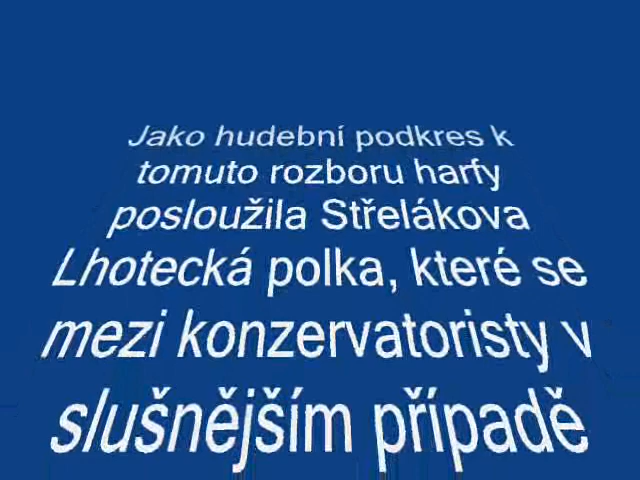 Jako hudební podkres k
tomuto rozboru harfy
posloužila Střelákova
Lhotecká polka, které se
mezi konzervatoristy v
slušnějším případě